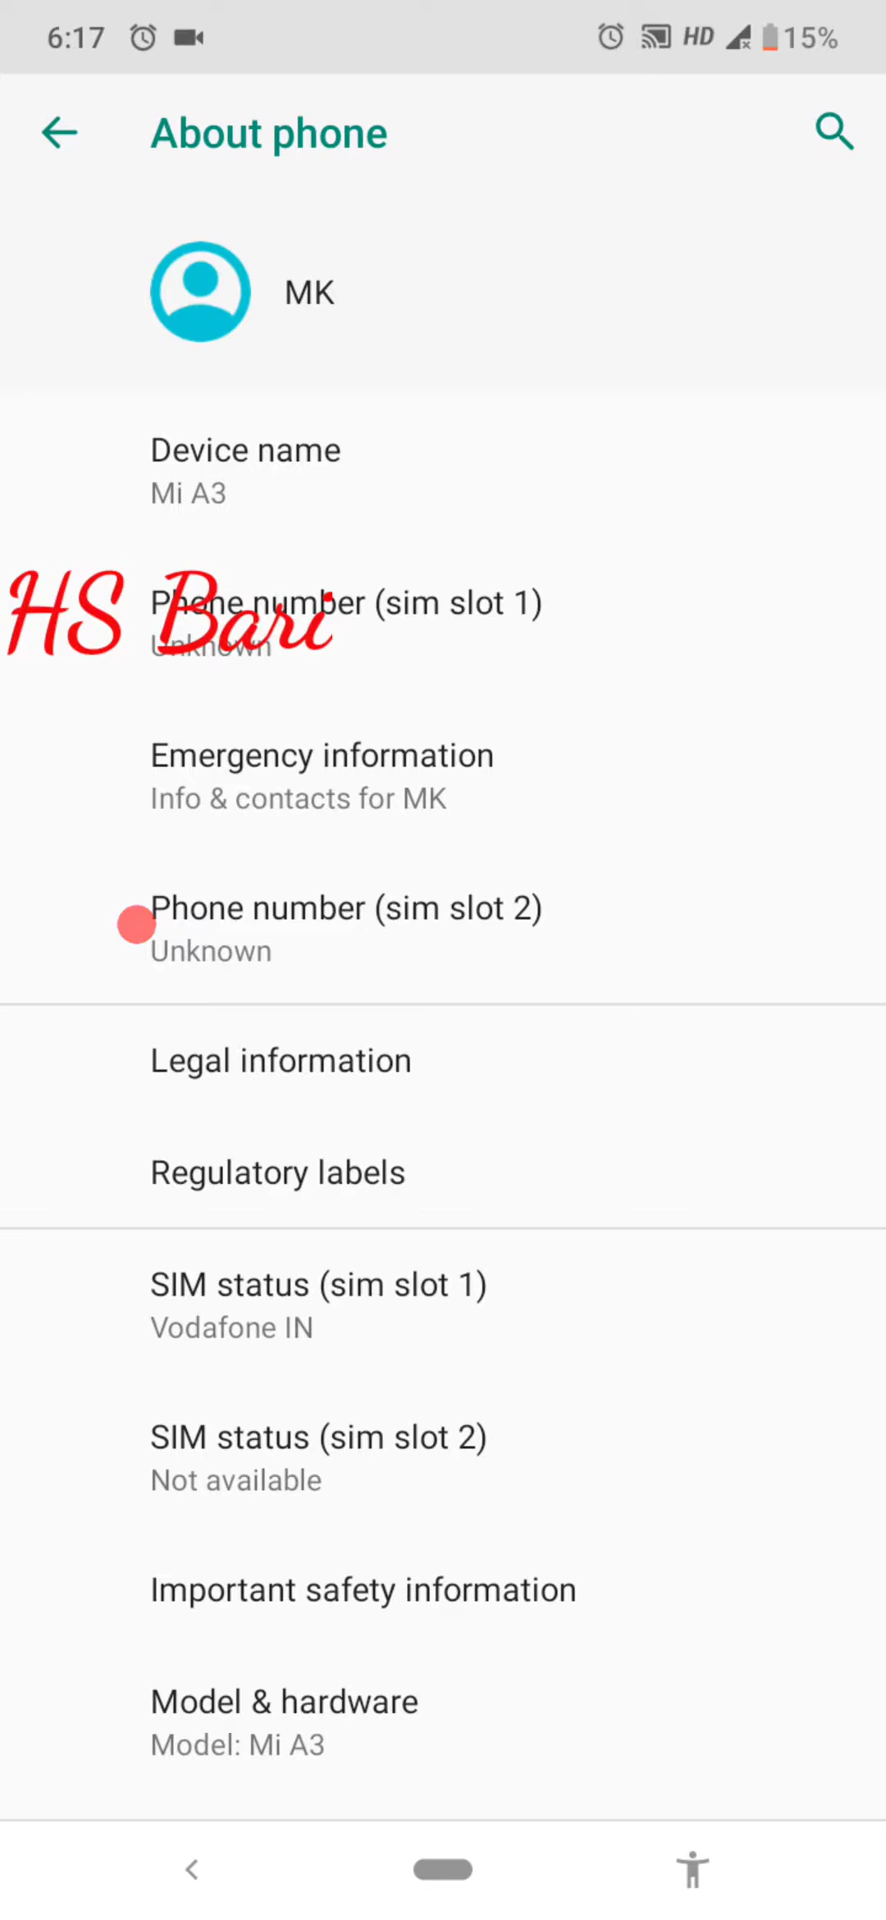 6:17 HD 15%
About phone
MK
Device name
Mi A3
HS Bari
Phone number (sim slot 1)
Unknown
Emergency information
Info & contacts for MK
Phone number (sim slot 2)
Unknown
Legal information
Regulatory labels
SIM status (sim slot 1)
Vodafone IN
SIM status (sim slot 2)
Not available
Important safety information
Model & hardware
Model: Mi A3